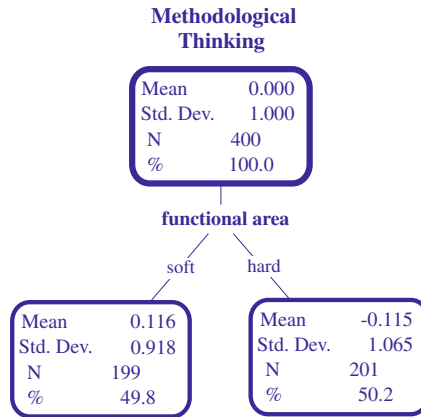 Methodological
Thinking
Mean 0.000
Std. Dev. 1.000
N 400
% 100.0
functional area
soft hard
Mean 0.116
Std. Dev. 0.918
N 199
% 49.8
Mean -0.115
Std. Dev. 1.065
N 201
% 50.2